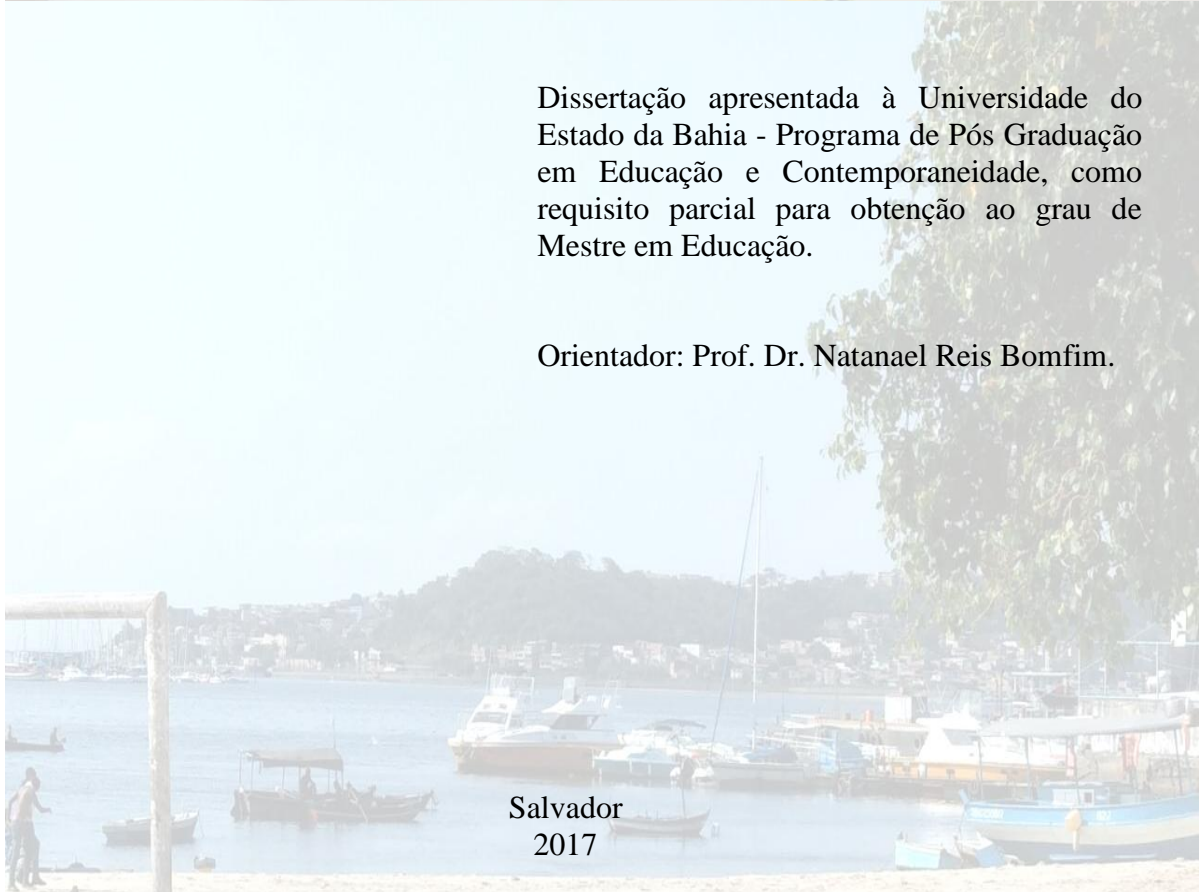 Dissertação apresentada à Universidade do
Estado da Bahia - Programa de Pós Graduação
em Educação e Contemporaneidade, como
requisito parcial para obtenção ao grau de
Mestre em Educação.
Orientador: Prof. Dr. Natanael Reis Bomfim.
Salvador
2017